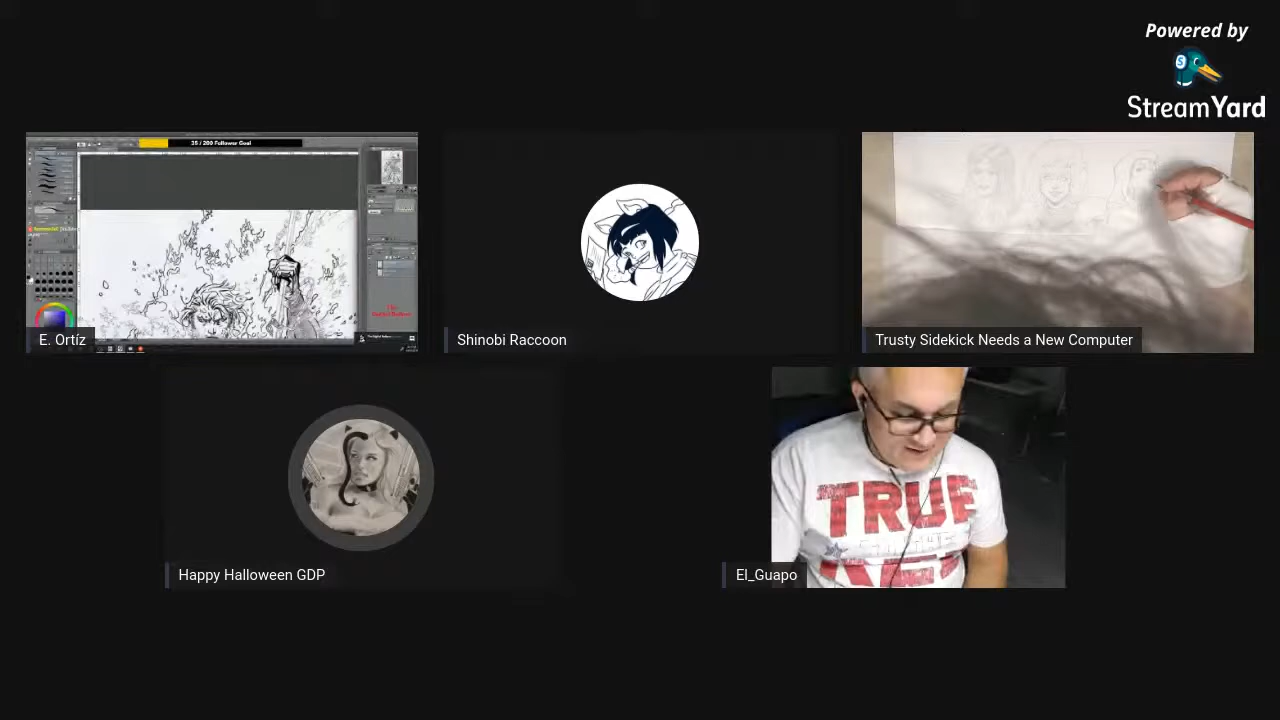 Powered by
StreamYard
35 / 200 Follower Goal
E. Ortíz
Shinobi Raccoon
Trusty Sidekick Needs a New Computer
Happy Halloween GDP
TRUE
El_Guapo